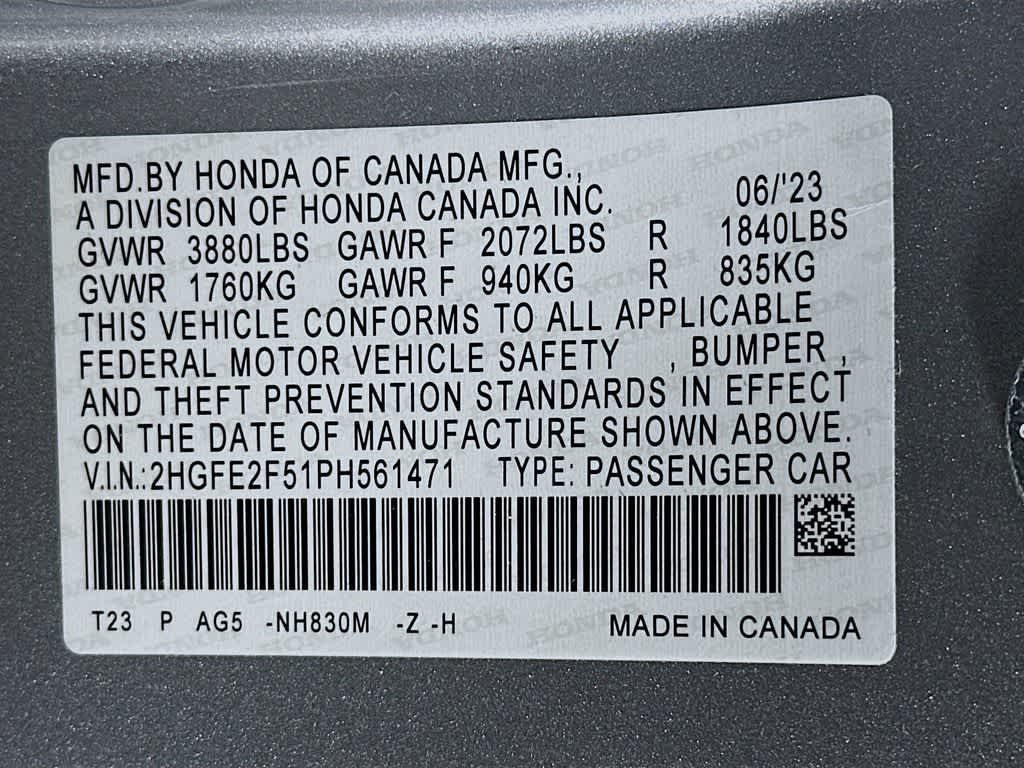 MFD.BY HONDA OF CANADA MFG.,
A DIVISION OF HONDA CANADA INC. 06/'23
GVWR 3880LBS GAWR F 2072LBS R 1840LBS
GVWR 1760KG GAWR F 940KG R 835KG
THIS VEHICLE CONFORMS TO ALL APPLICABLE
FEDERAL MOTOR VEHICLE SAFETY , BUMPER ,
AND THEFT PREVENTION STANDARDS IN EFFECT
ON THE DATE OF MANUFACTURE SHOWN ABOVE.
V.I.N.:2HGFE2F51PH561471 TYPE: PASSENGER CAR
T23 P AG5 -NH830M -Z -H MADE IN CANADA